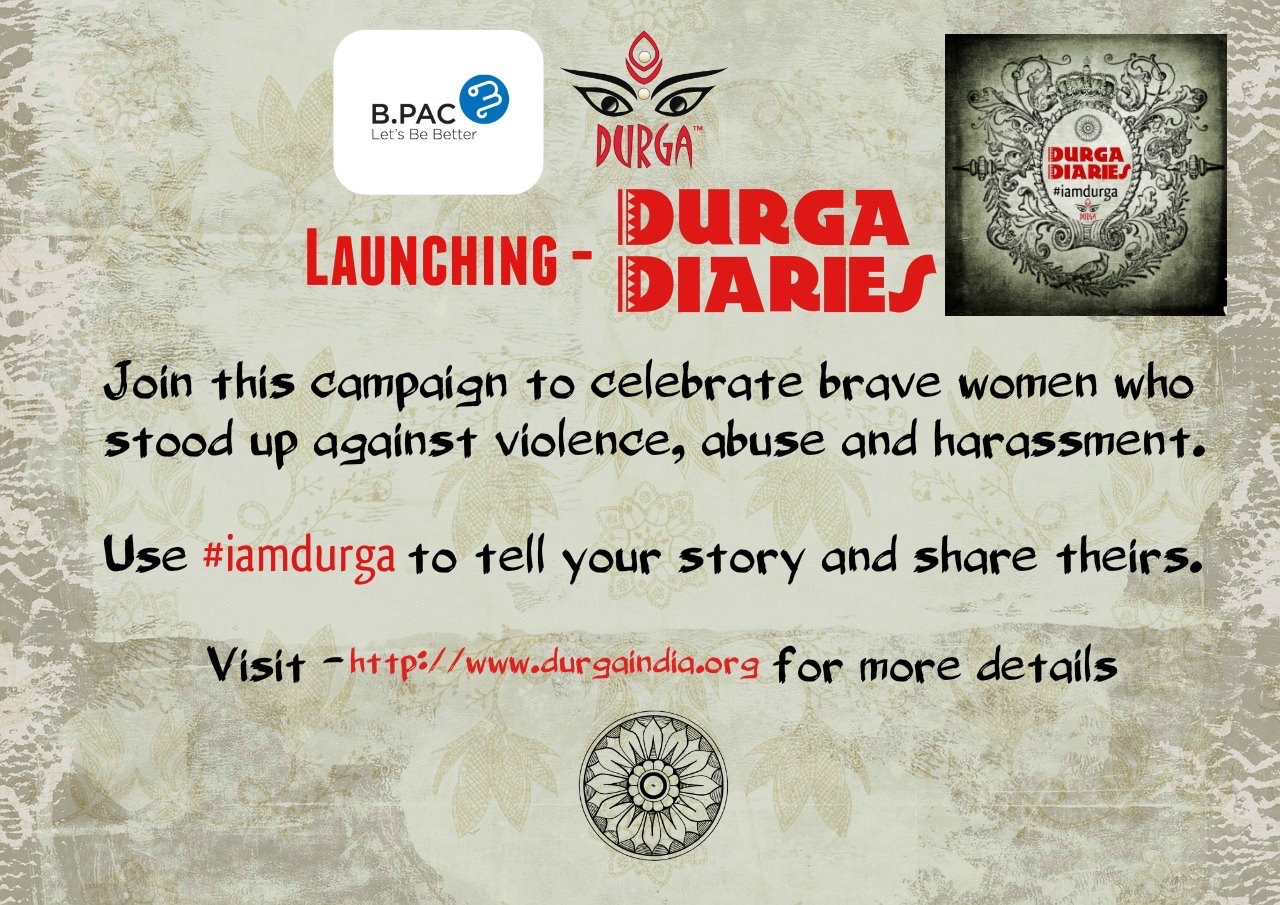 B.PAC
Let's Be Better
DURGA™
DURGA
DIARIES
#iamdurga
DURGA
Launching - DURGA
DIARIES
Join this campaign to celebrate brave women who
stood up against violence, abuse and harassment.
Use #iamdurga to tell your story and share theirs.
Visit - http://www.durgaindia.org for more details